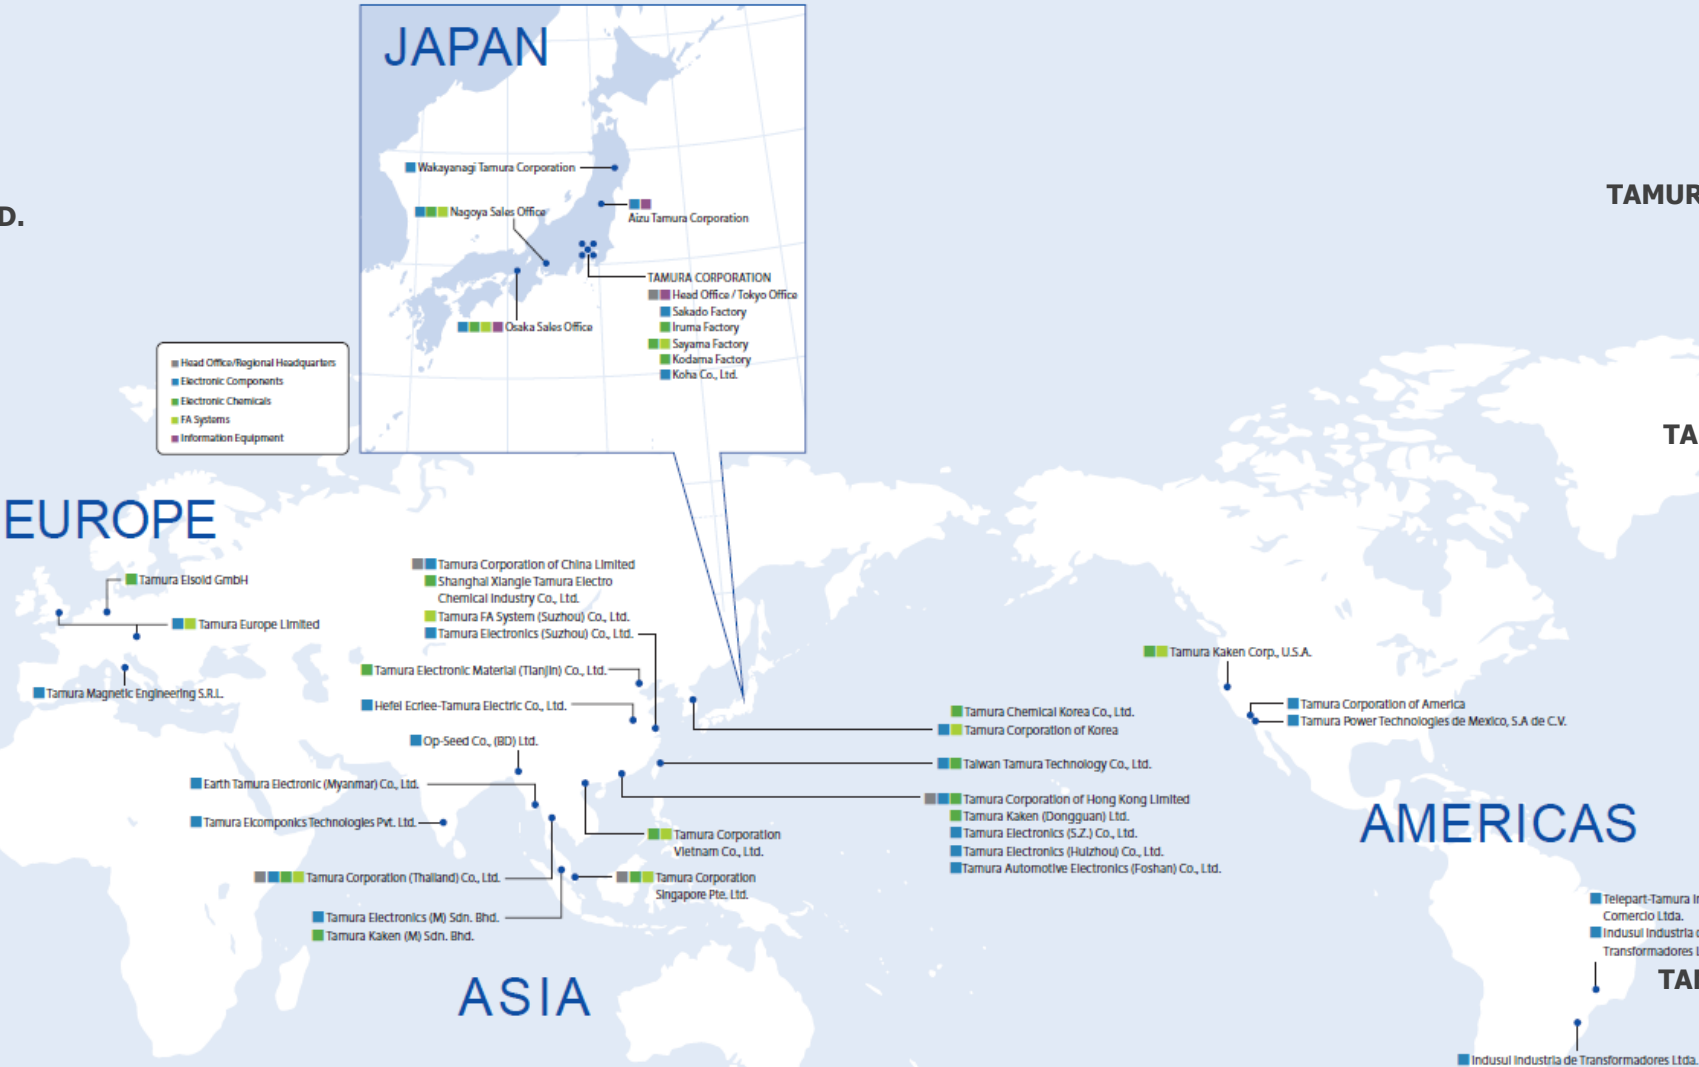 JAPAN
Wakayanagi Tamura Corporation
Nagoya Sales Office
Aizu Tamura Corporation
TAMURA CORPORATION
Head Office / Tokyo Office
Sakado Factory
Iruma Factory
Sayama Factory
Kodama Factory
Koha Co., Ltd.
Osaka Sales Office
D.
TAMUR
TA
Head Office/Regional Headquarters
Electronic Components
Electronic Chemicals
FA Systems
Information Equipment
EUROPE
Tamura Elsold GmbH
Tamura Europe Limited
Tamura Magnetic Engineering S.R.L.
Tamura Corporation of China Limited
Shanghai Xiangle Tamura Electro
Chemical Industry Co., Ltd.
Tamura FA System (Suzhou) Co., Ltd.
Tamura Electronics (Suzhou) Co., Ltd.
Tamura Electronic Material (Tianjin) Co., Ltd.
Hefei Ecriee-Tamura Electric Co., Ltd.
Op-Seed Co., (BD) Ltd.
Earth Tamura Electronic (Myanmar) Co., Ltd.
Tamura Elcomponics Technologies Pvt. Ltd.
Tamura Corporation (Thailand) Co., Ltd.
Tamura Electronics (M) Sdn. Bhd.
Tamura Kaken (M) Sdn. Bhd.
Tamura Corporation
Vietnam Co., Ltd.
Tamura Corporation
Singapore Pte, Ltd.
Tamura Chemical Korea Co., Ltd.
Tamura Corporation of Korea
Taiwan Tamura Technology Co., Ltd.
Tamura Corporation of Hong Kong Limited
Tamura Kaken (Dongguan) Ltd.
Tamura Electronics (S.Z.) Co., Ltd.
Tamura Electronics (Huizhou) Co., Ltd.
Tamura Automotive Electronics (Foshan) Co., Ltd.
ASIA
Tamura Kaken Corp., U.S.A.
Tamura Corporation of America
Tamura Power Technologies de Mexico, S.A de C.V.
AMERICAS
Telepart-Tamura In
Comercio Ltda.
Indusul Industria d
Transformadores L
TAI
Indusul Industria de Transformadores Ltda.